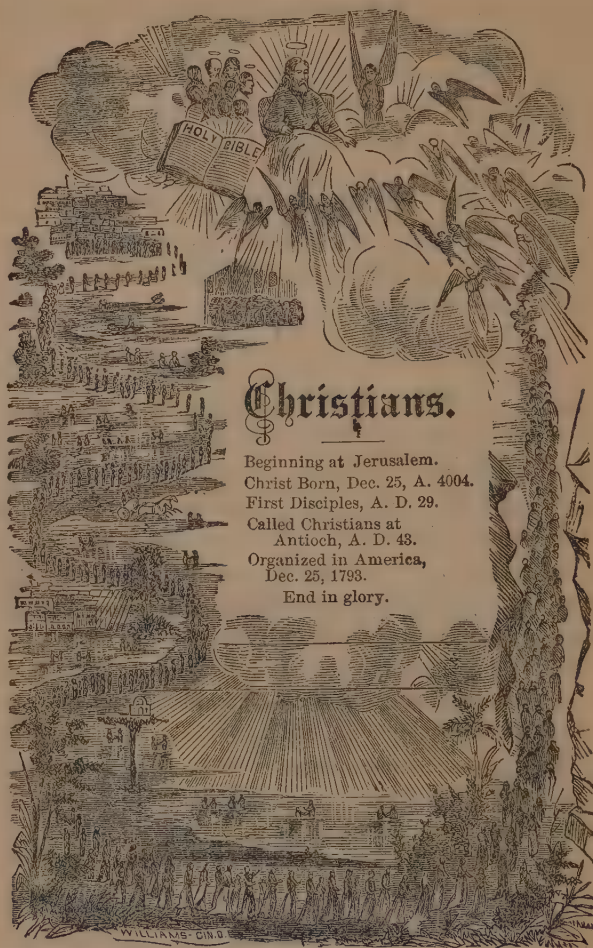 HOLY BIBLE
Christians.
Beginning at Jerusalem.
Christ Born, Dec. 25, A. 4004.
First Disciples, A. D. 29.
Called Christians at
Antioch, A. D. 43.
Organized in America,
Dec. 25, 1793.
End in glory.
WILLIAMS-CIN.O.